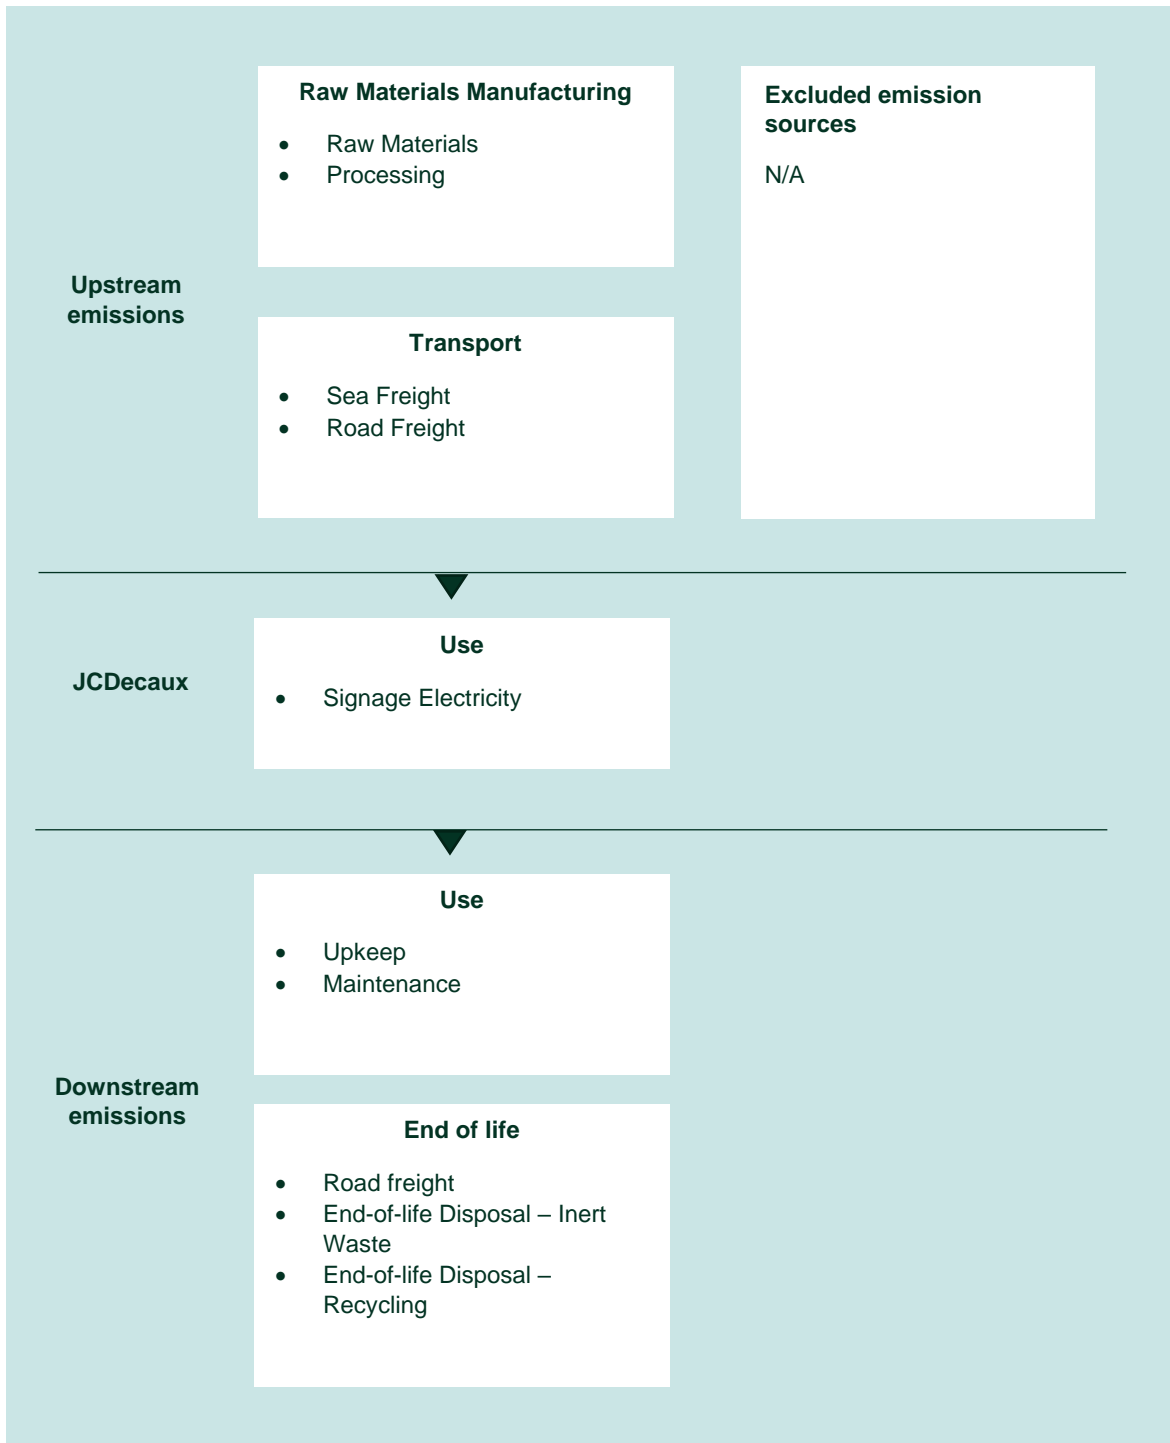 Raw Materials Manufacturing
• Raw Materials
• Processing
Excluded emission
sources
N/A
Upstream
emissions
Transport
• Sea Freight
• Road Freight
JCDecaux
Use
• Signage Electricity
Use
• Upkeep
• Maintenance
Downstream
emissions
End of life
• Road freight
• End-of-life Disposal – Inert
Waste
• End-of-life Disposal –
Recycling